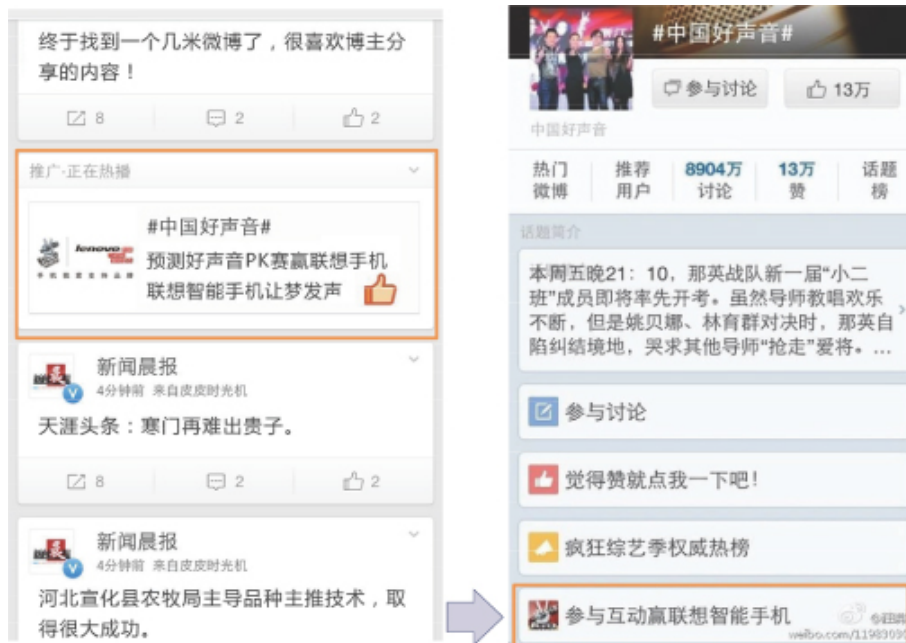 终于找到一个几米微博了，很喜欢博主分
享的内容！
8 2 2
推广·正在热播
#中国好声音#
lenovo
预测好声音PK赛赢联想手机
联想智能手机让梦发声
新闻晨报
4分钟前 来自皮皮时光机
天涯头条：寒门再难出贵子。
8 2 2
新闻晨报
4分钟前 来自皮皮时光机
河北宣化县农牧局主导品种主推技术，取
得很大成功。
#中国好声音#
参与讨论 13万
中国好声音
热门 推荐 8904万 13万 话题
微博 用户 讨论 赞 榜
话题简介
本周五晚21：10，那英战队新一届“小二
班”成员即将率先开考。虽然导师教唱欢乐
不断，但是姚贝娜、林育群对决时，那英自
陷纠结境地，哭求其他导师“抢走”爱将。...
参与讨论
觉得赞就点我一下吧！
疯狂综艺季权威热榜
参与互动赢联想智能手机